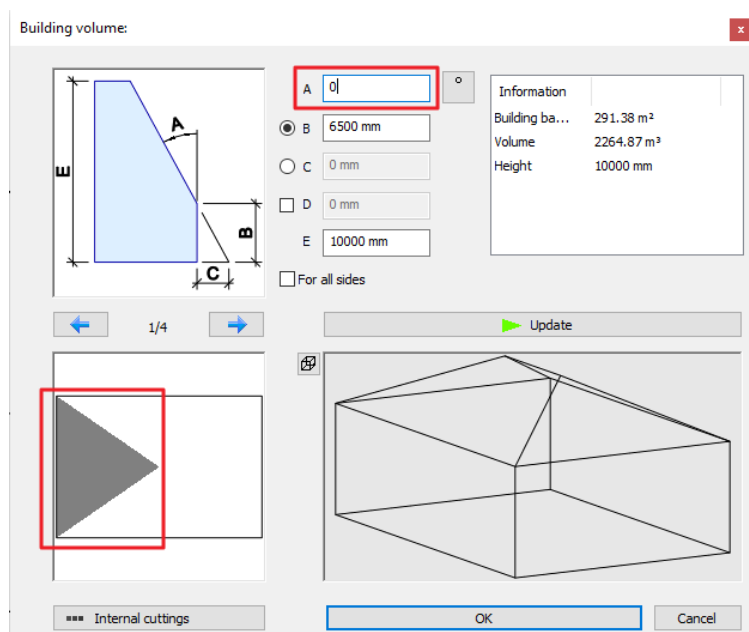 Building volume:
x
A
E
B
C
A 0 °
B 6500 mm
C 0 mm
D 0 mm
E 10000 mm
For all sides
Information
Building ba... 291.38 m²
Volume 2264.87 m³
Height 10000 mm
1/4
Update
Internal cuttings
OK
Cancel